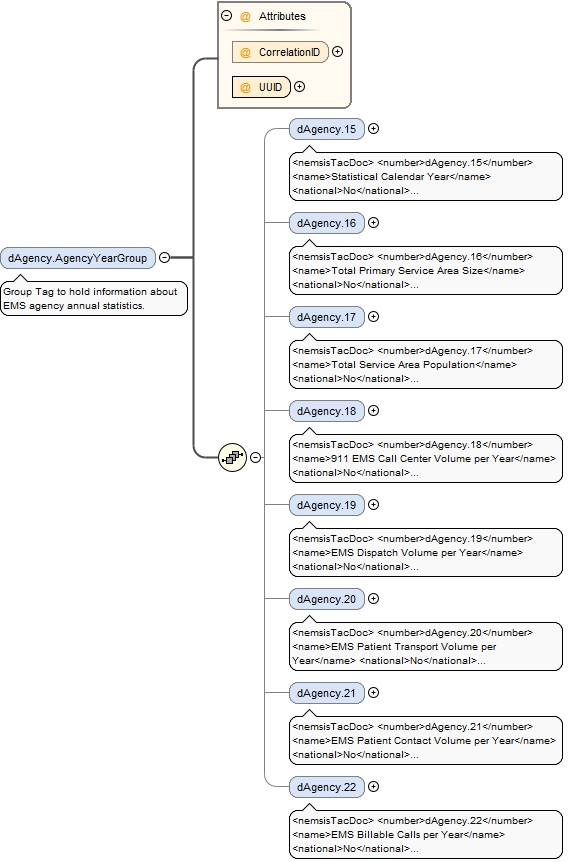 @ Attributes
@ CorrelationID
@ UUID
dAgency.15
<nemsisTacDoc> <number>dAgency.15</number>
<name>Statistical Calendar Year</name>
<national>No</national>...
dAgency.16
<nemsisTacDoc> <number>dAgency.16</number>
<name>Total Primary Service Area Size</name>
<national>No</national>...
dAgency.AgencyYearGroup
Group Tag to hold information about
EMS agency annual statistics.
dAgency.17
<nemsisTacDoc> <number>dAgency.17</number>
<name>Total Service Area Population</name>
<national>No</national>...
dAgency.18
<nemsisTacDoc> <number>dAgency.18</number>
<name>911 EMS Call Center Volume per Year</name>
<national>No</national>...
dAgency.19
<nemsisTacDoc> <number>dAgency.19</number>
<name>EMS Dispatch Volume per Year</name>
<national>No</national>...
dAgency.20
<nemsisTacDoc> <number>dAgency.20</number>
<name>EMS Patient Transport Volume per
Year</name> <national>No</national>...
dAgency.21
<nemsisTacDoc> <number>dAgency.21</number>
<name>EMS Patient Contact Volume per Year</name>
<national>No</national>...
dAgency.22
<nemsisTacDoc> <number>dAgency.22</number>
<name>EMS Billable Calls per Year</name>
<national>No</national>...